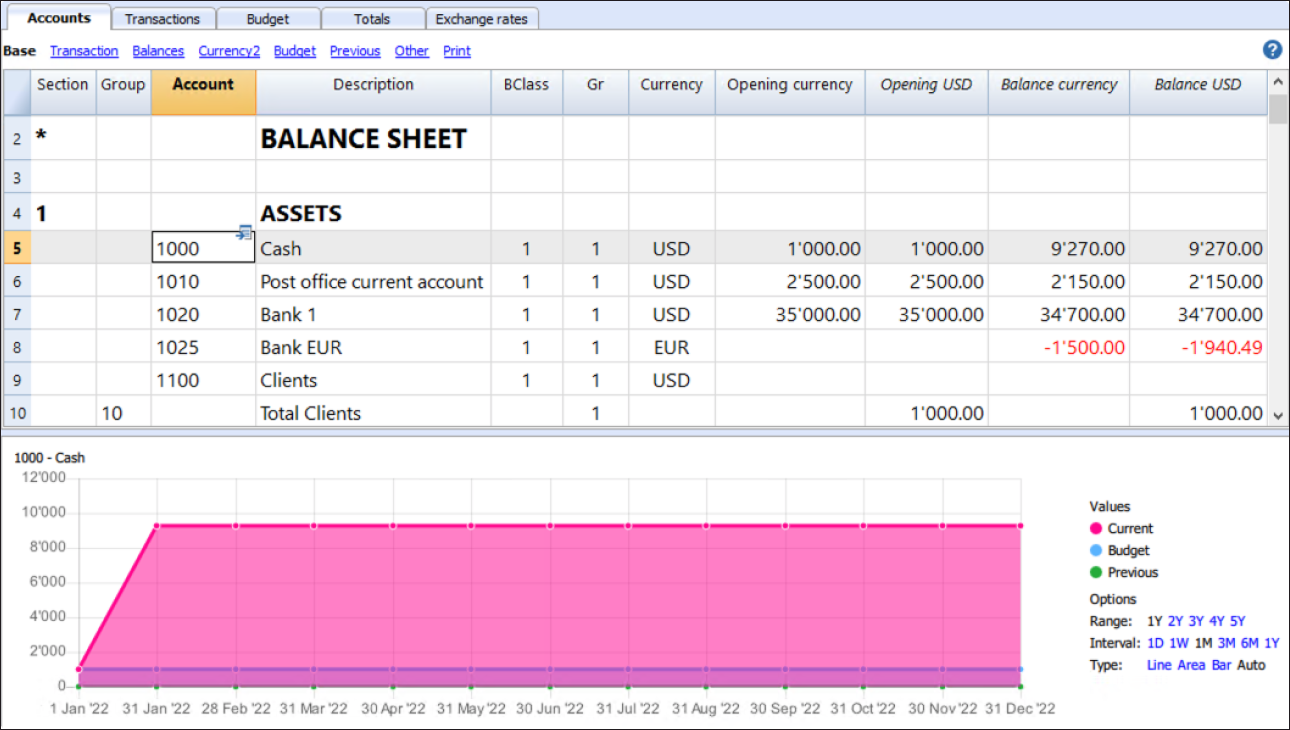 Accounts Transactions Budget Totals Exchange rates
Base Transaction Balances Currency2 Budget Previous Other Print ?
Section Group Account Description BClass Gr Currency Opening currency Opening USD Balance currency Balance USD
2 * BALANCE SHEET
3
4 1 ASSETS
5 1000 Cash 1 1 USD 1'000.00 1'000.00 9'270.00 9'270.00
6 1010 Post office current account 1 1 USD 2'500.00 2'500.00 2'150.00 2'150.00
7 1020 Bank 1 1 1 USD 35'000.00 35'000.00 34'700.00 34'700.00
8 1025 Bank EUR 1 1 EUR -1'500.00 -1'940.49
9 1100 Clients 1 1 USD
10 10 Total Clients 1 1'000.00 1'000.00
1000 - Cash
12'000
10'000
8'000
6'000
4'000
2'000
0
1 Jan '22 31 Jan '22 28 Feb '22 31 Mar '22 30 Apr '22 31 May '22 30 Jun '22 31 Jul '22 31 Aug '22 30 Sep '22 31 Oct '22 30 Nov '22 31 Dec '22
Values
Current
Budget
Previous
Options
Range: 1Y 2Y 3Y 4Y 5Y
Interval: 1D 1W 1M 3M 6M 1Y
Type: Line Area Bar Auto